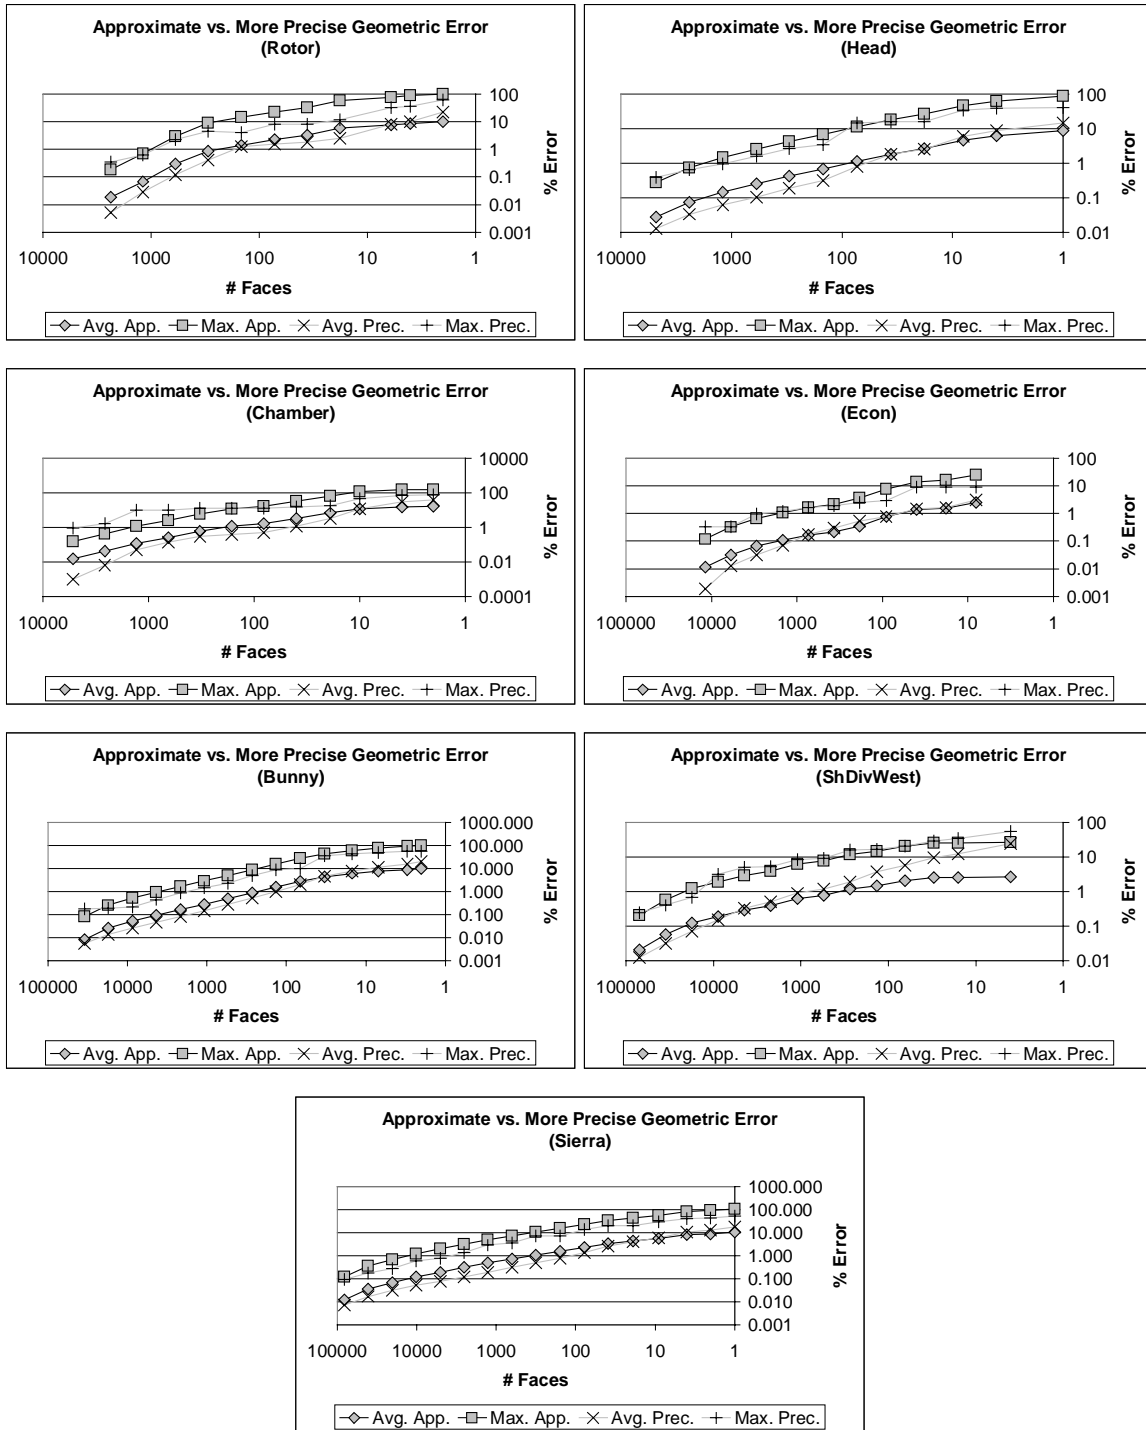 Approximate vs. More Precise Geometric Error
(Rotor)
100
10
1
0.1
0.01
0.001
% Error
10000 1000 100 10 1
# Faces
Avg. App. Max. App. Avg. Prec. Max. Prec.
Approximate vs. More Precise Geometric Error
(Head)
100
10
1
0.1
0.01
% Error
10000 1000 100 10 1
# Faces
Avg. App. Max. App. Avg. Prec. Max. Prec.
Approximate vs. More Precise Geometric Error
(Chamber)
10000
100
1
0.01
0.0001
% Error
10000 1000 100 10 1
# Faces
Avg. App. Max. App. Avg. Prec. Max. Prec.
Approximate vs. More Precise Geometric Error
(Econ)
100
10
1
0.1
0.01
0.001
% Error
100000 10000 1000 100 10 1
# Faces
Avg. App. Max. App. Avg. Prec. Max. Prec.
Approximate vs. More Precise Geometric Error
(Bunny)
1000.000
100.000
10.000
1.000
0.100
0.010
0.001
% Error
100000 10000 1000 100 10 1
# Faces
Avg. App. Max. App. Avg. Prec. Max. Prec.
Approximate vs. More Precise Geometric Error
(ShDivWest)
100
10
1
0.1
0.01
% Error
100000 10000 1000 100 10 1
# Faces
Avg. App. Max. App. Avg. Prec. Max. Prec.
Approximate vs. More Precise Geometric Error
(Sierra)
1000.000
100.000
10.000
1.000
0.100
0.010
0.001
% Error
100000 10000 1000 100 10 1
# Faces
Avg. App. Max. App. Avg. Prec. Max. Prec.